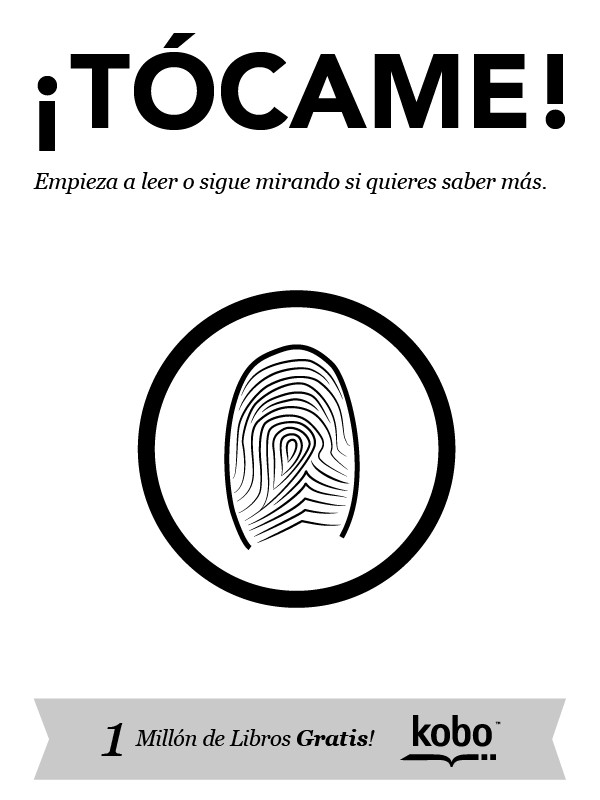 ¡TÓCAME!
Empieza a leer o sigue mirando si quieres saber más.
1 Millón de Libros Gratis!
kobo™